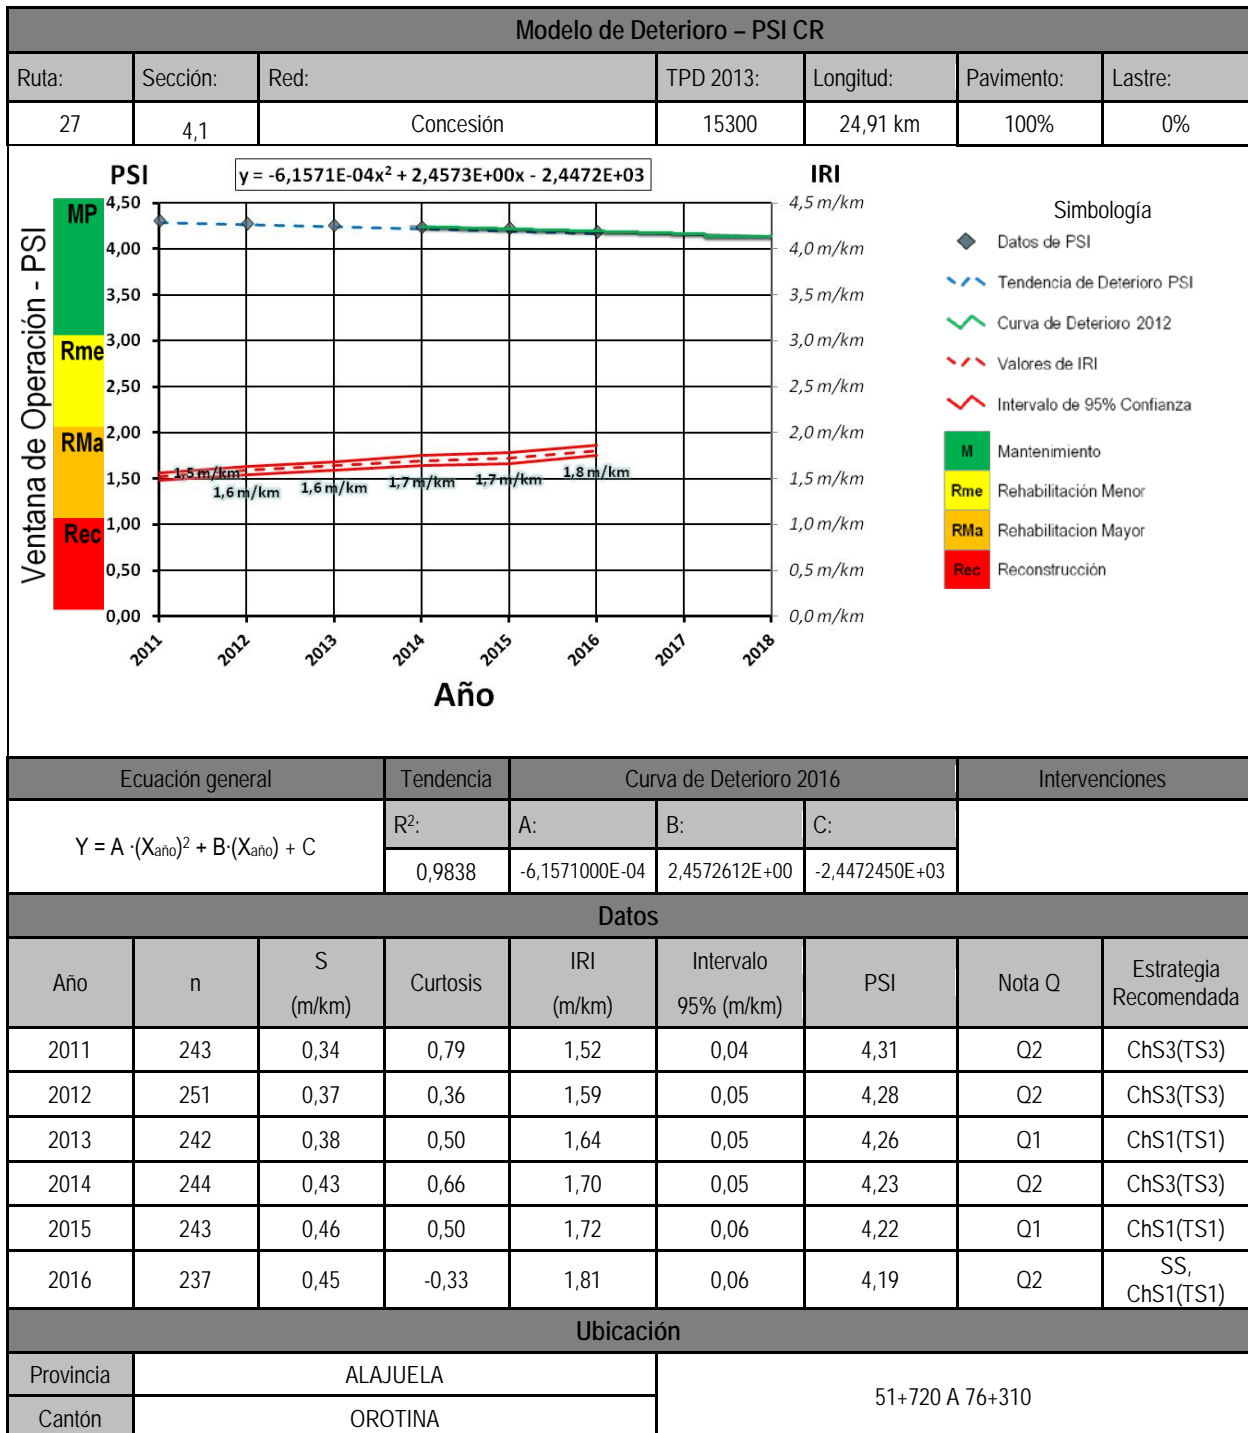 Modelo de Deterioro – PSI CR
Ruta: Sección: Red: TPD 2013: Longitud: Pavimento: Lastre:
27 4,1 Concesión 15300 24,91 km 100% 0%
PSI y = -6,1571E-04x² + 2,4573E+00x - 2,4472E+03 IRI
Ventana de Operación - PSI
MP
Rme
RMa
Rec
4,50
4,00
3,50
3,00
2,50
2,00
1,50
1,00
0,50
0,00
1,5 m/km
1,6 m/km
1,6 m/km
1,7 m/km
1,7 m/km
1,8 m/km
4,5 m/km
4,0 m/km
3,5 m/km
3,0 m/km
2,5 m/km
2,0 m/km
1,5 m/km
1,0 m/km
0,5 m/km
0,0 m/km
2011 2012 2013 2014 2015 2016 2017 2018
Año
Simbología
Datos de PSI
Tendencia de Deterioro PSI
Curva de Deterioro 2012
Valores de IRI
Intervalo de 95% Confianza
M Mantenimiento
Rme Rehabilitación Menor
RMa Rehabilitacion Mayor
Rec Reconstrucción
Ecuación general Tendencia Curva de Deterioro 2016 Intervenciones
Y = A ·(Xaño)² + B·(Xaño) + C
R²: A: B: C:
0,9838 -6,1571000E-04 2,4572612E+00 -2,4472450E+03
Datos
Año n S (m/km) Curtosis IRI (m/km) Intervalo 95% (m/km) PSI Nota Q Estrategia Recomendada
2011 243 0,34 0,79 1,52 0,04 4,31 Q2 ChS3(TS3)
2012 251 0,37 0,36 1,59 0,05 4,28 Q2 ChS3(TS3)
2013 242 0,38 0,50 1,64 0,05 4,26 Q1 ChS1(TS1)
2014 244 0,43 0,66 1,70 0,05 4,23 Q2 ChS3(TS3)
2015 243 0,46 0,50 1,72 0,06 4,22 Q1 ChS1(TS1)
2016 237 0,45 -0,33 1,81 0,06 4,19 Q2 SS, ChS1(TS1)
Ubicación
Provincia ALAJUELA
51+720 A 76+310
Cantón OROTINA